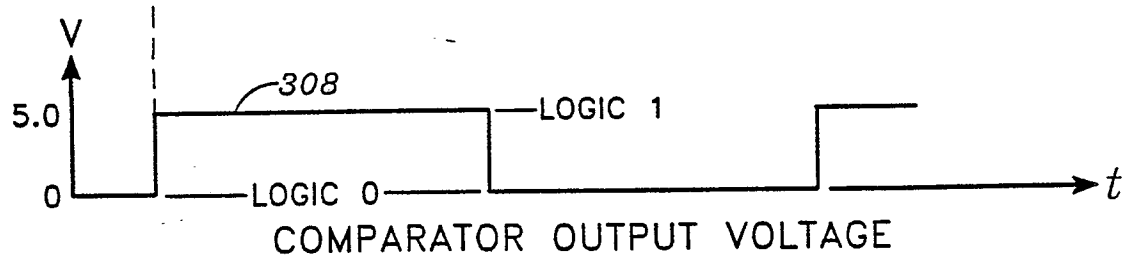 V
308
5.0
LOGIC 1
0
LOGIC 0
t
COMPARATOR OUTPUT VOLTAGE